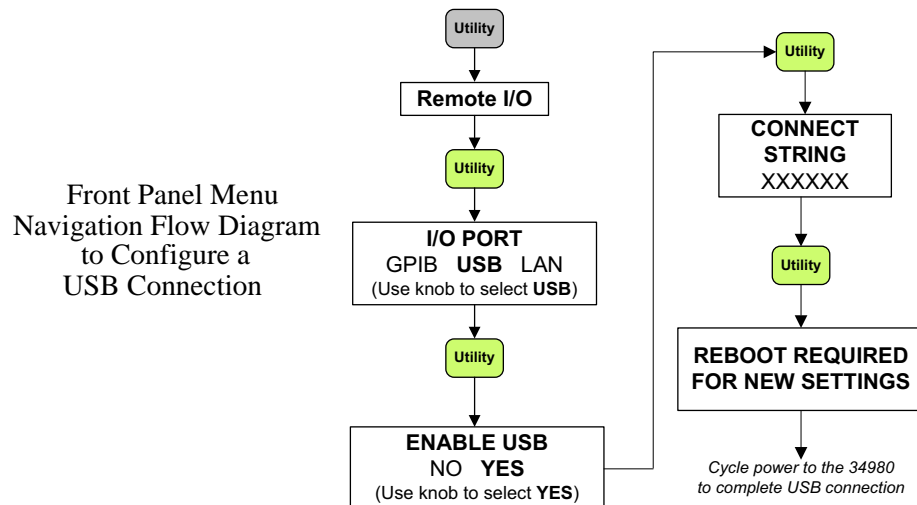 Front Panel Menu
Navigation Flow Diagram
to Configure a
USB Connection
Utility
Remote I/O
Utility
I/O PORT
GPIB USB LAN
(Use knob to select USB)
Utility
ENABLE USB
NO YES
(Use knob to select YES)
Utility
CONNECT
STRING
XXXXXX
Utility
REBOOT REQUIRED
FOR NEW SETTINGS
Cycle power to the 34980
to complete USB connection